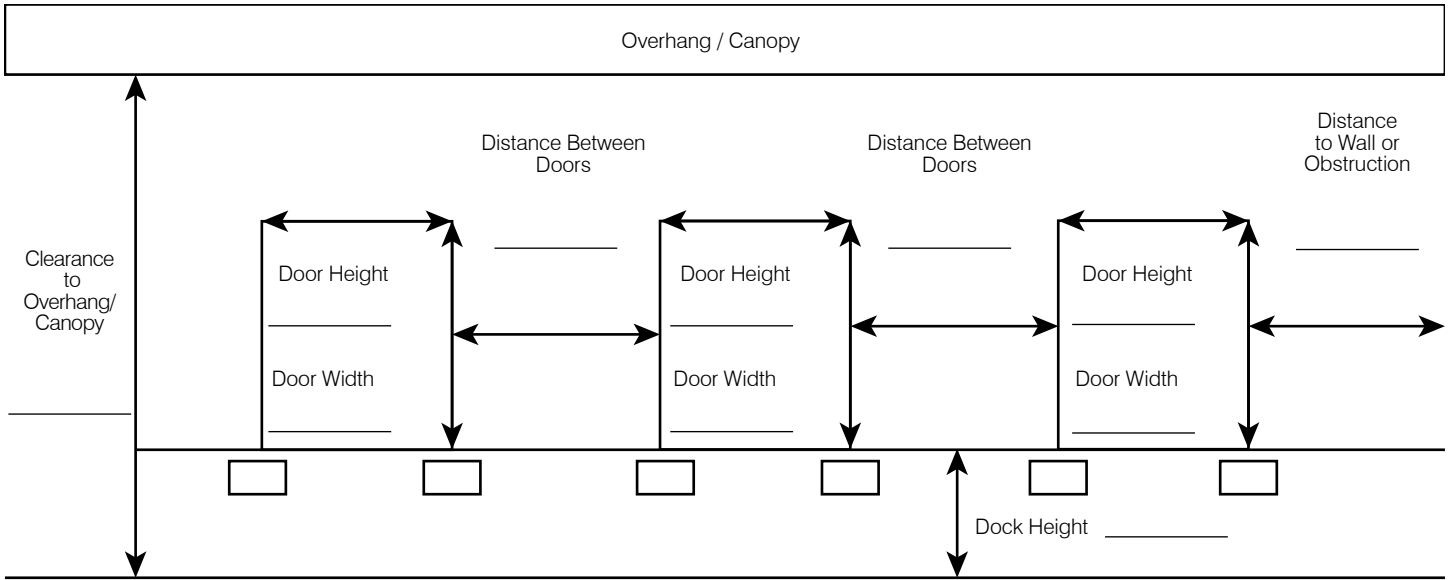 Overhang / Canopy
Distance Between
Doors
Distance Between
Doors
Distance
to Wall or
Obstruction
Clearance
to
Overhang/
Canopy
Door Height
Door Width
Door Height
Door Width
Door Height
Door Width
Dock Height